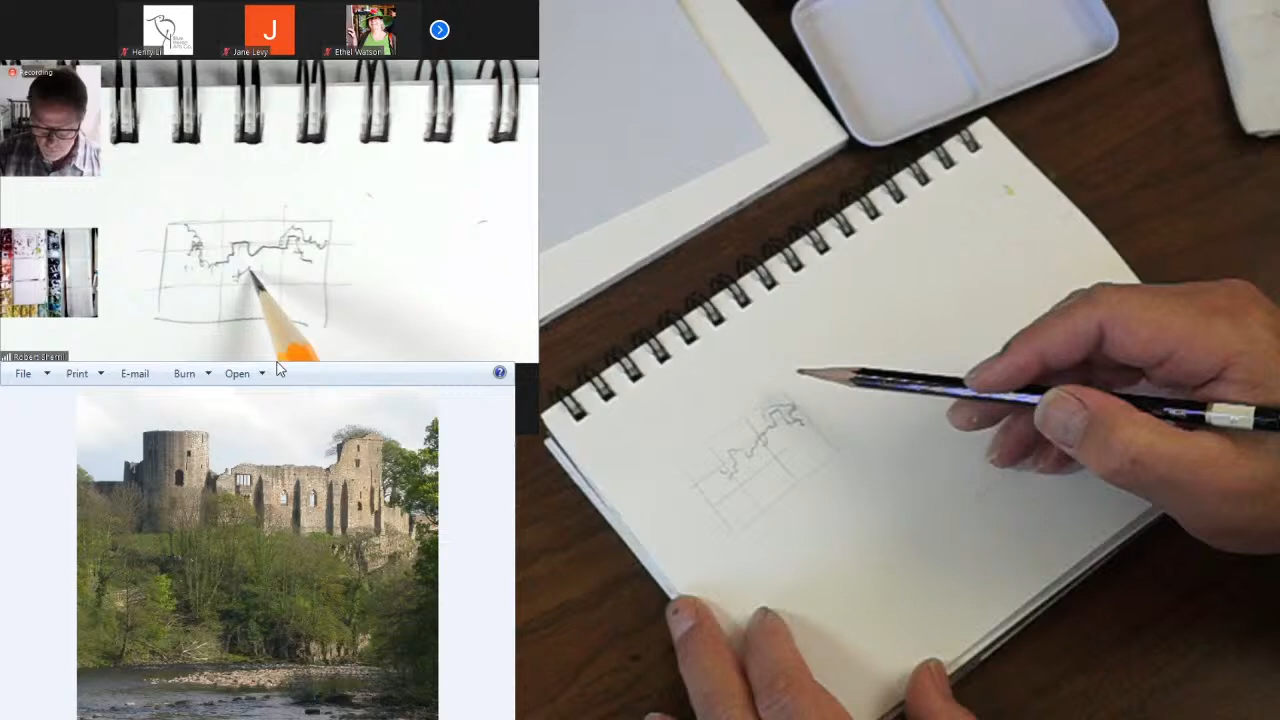 J
Henry Li
Jane Levy
Ethel Watson
Recording
Robert Sherrill
File Print E-mail Burn Open